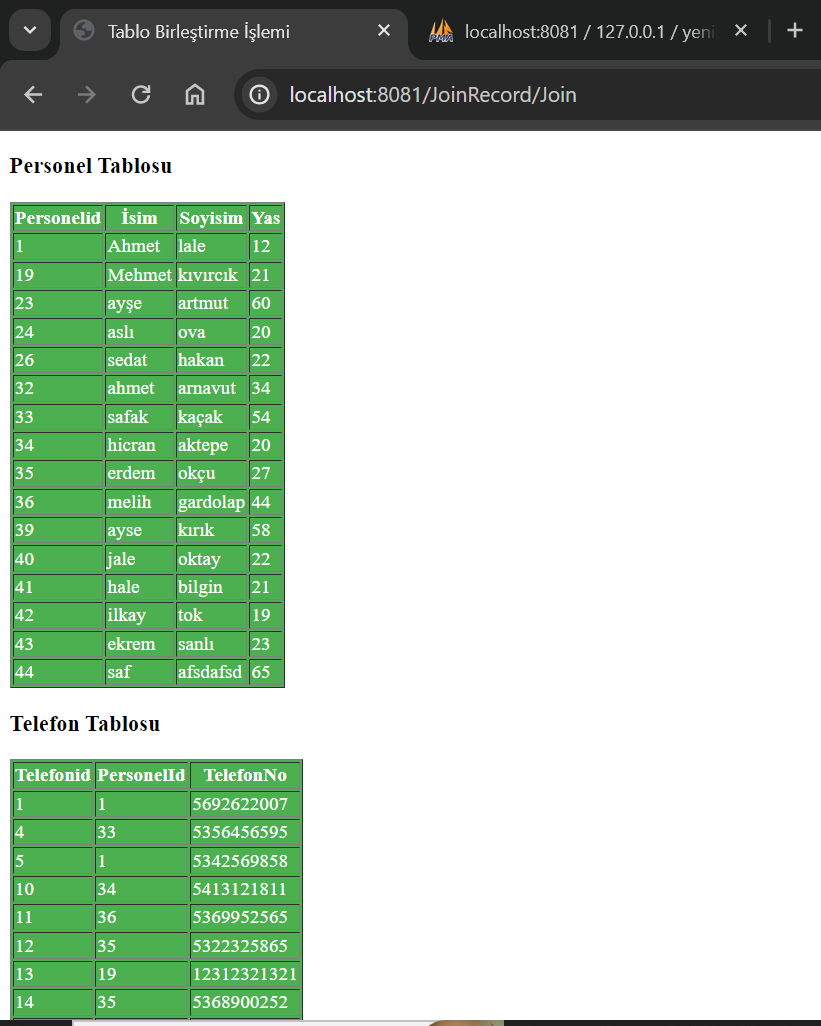 Tablo Birleştirme İşlemi
localhost:8081 / 127.0.0.1 / yeni
localhost:8081/JoinRecord/Join
Personel Tablosu
Personelid İsim Soyisim Yas
1 Ahmet lale 12
19 Mehmet kıvırcık 21
23 ayşe artmut 60
24 aslı ova 20
26 sedat hakan 22
32 ahmet arnavut 34
33 safak kaçak 54
34 hicran aktepe 20
35 erdem okçu 27
36 melih gardolap 44
39 ayse kırık 58
40 jale oktay 22
41 hale bilgin 21
42 ilkay tok 19
43 ekrem sanlı 23
44 saf afsdafsd 65
Telefon Tablosu
Telefonid PersonelId TelefonNo
1 1 5692622007
4 33 5356456595
5 1 5342569858
10 34 5413121811
11 36 5369952565
12 35 5322325865
13 19 12312321321
14 35 5368900252